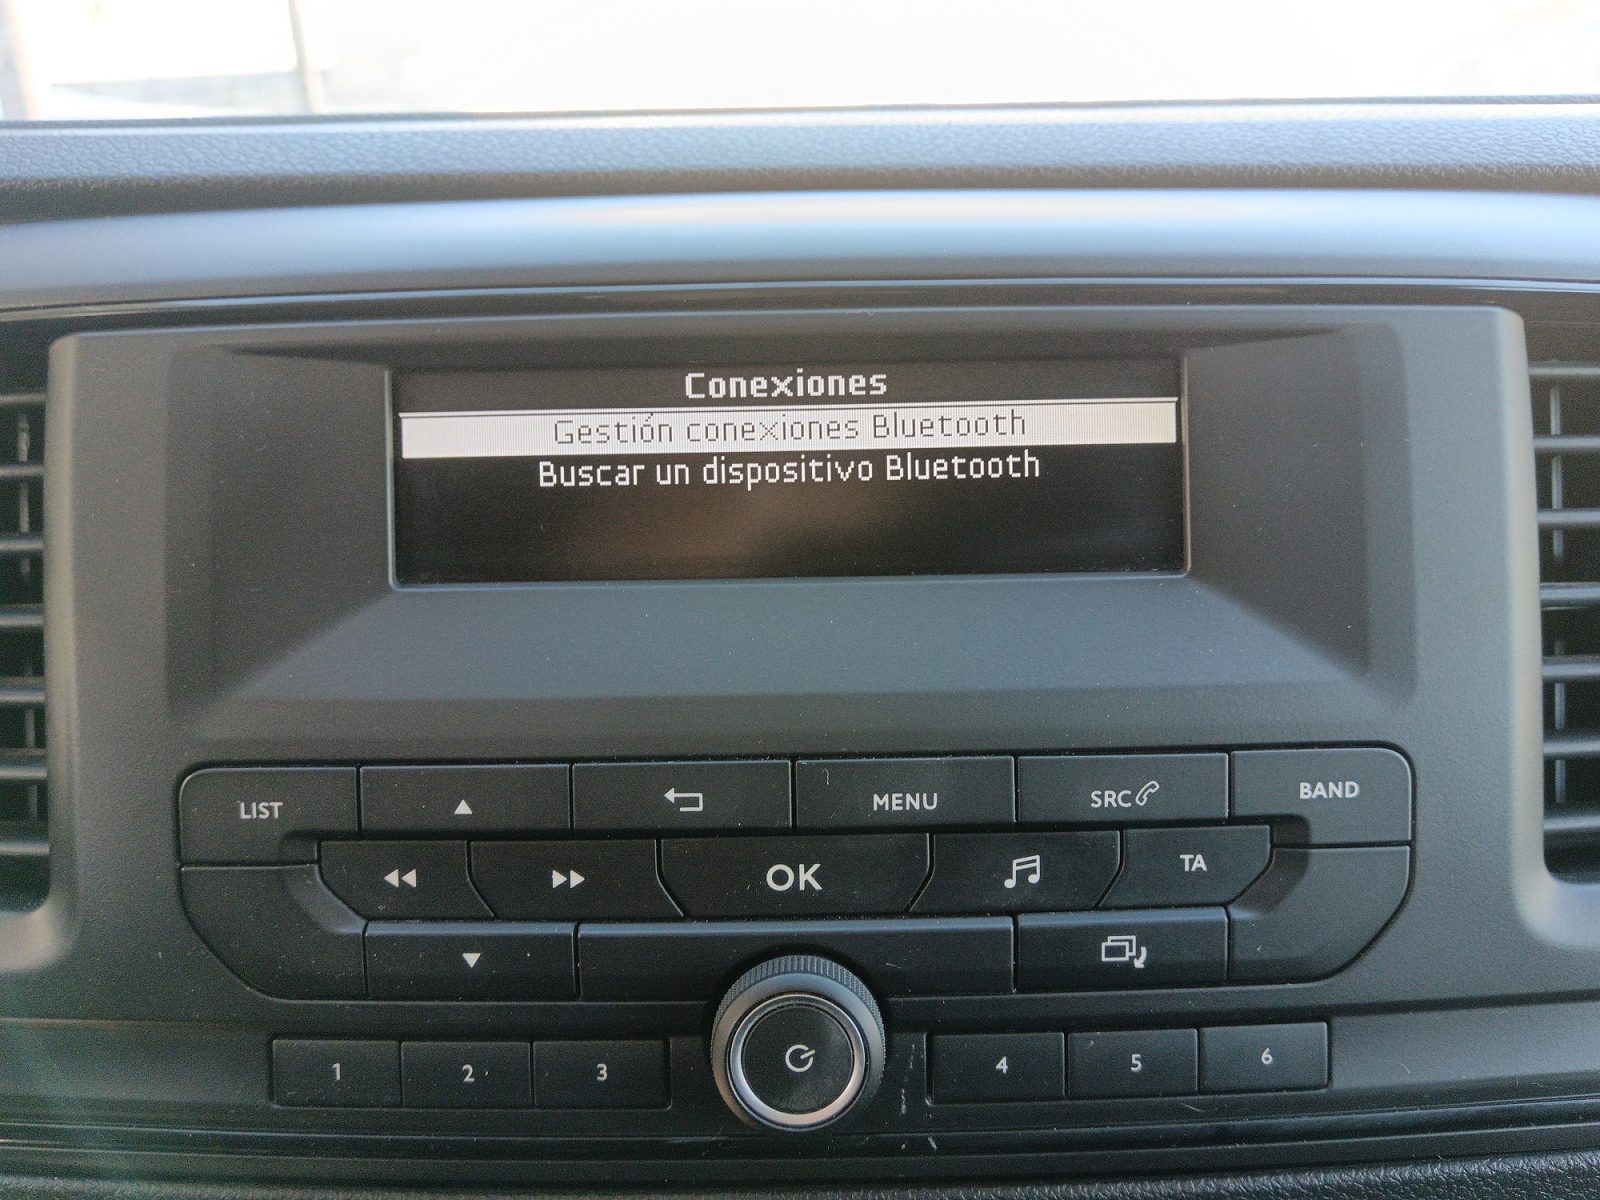 Conexiones
Gestión conexiones Bluetooth
Buscar un dispositivo Bluetooth
LIST
MENU
SRC
BAND
OK
TA
1 2 3 4 5 6